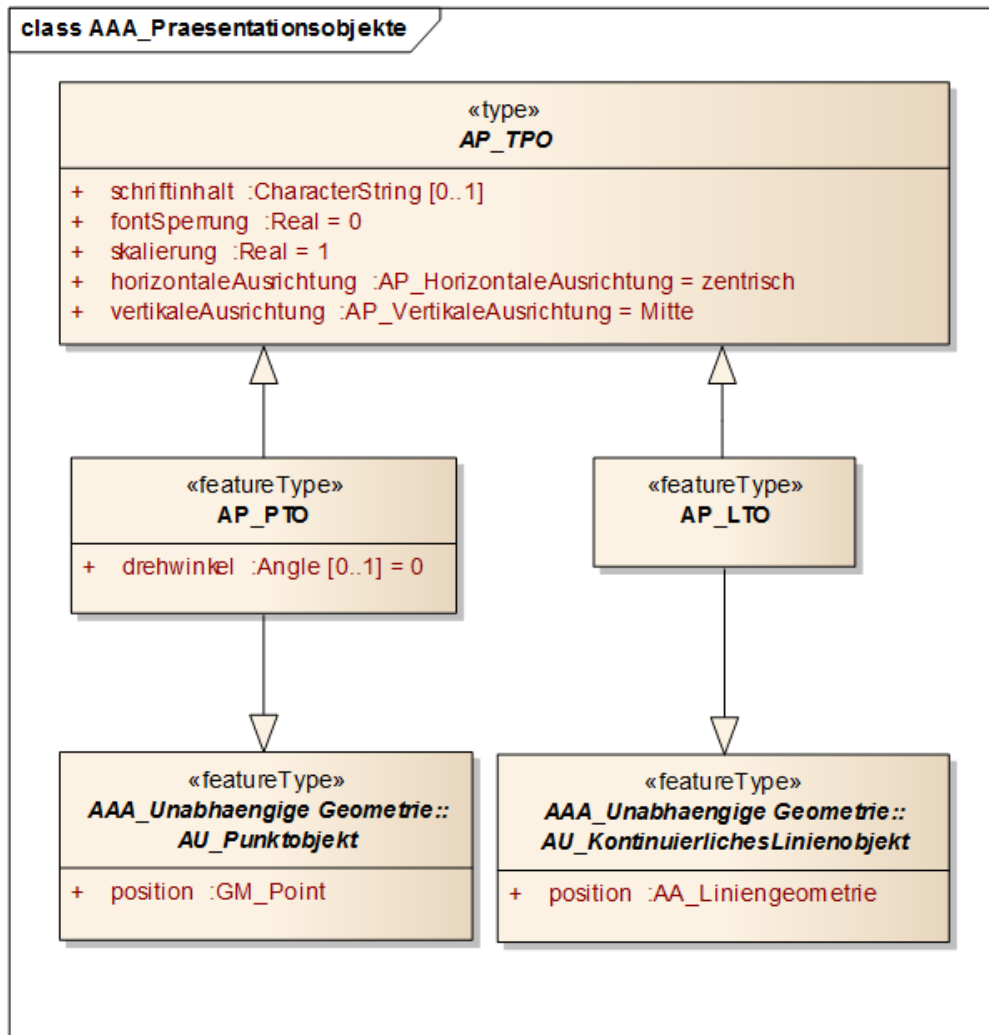 class AAA_Praesentationsobjekte
«type»
AP_TPO
+ schriftinhalt :CharacterString [0..1]
+ fontSperrung :Real = 0
+ skalierung :Real = 1
+ horizontaleAusrichtung :AP_HorizontaleAusrichtung = zentrisch
+ vertikaleAusrichtung :AP_VertikaleAusrichtung = Mitte
«featureType»
AP_PTO
+ drehwinkel :Angle [0..1] = 0
«featureType»
AP_LTO
«featureType»
AAA_Unabhaengige Geometrie::
AU_Punktobjekt
+ position :GM_Point
«featureType»
AAA_Unabhaengige Geometrie::
AU_KontinuierlichesLinienobjekt
+ position :AA_Liniengeometrie